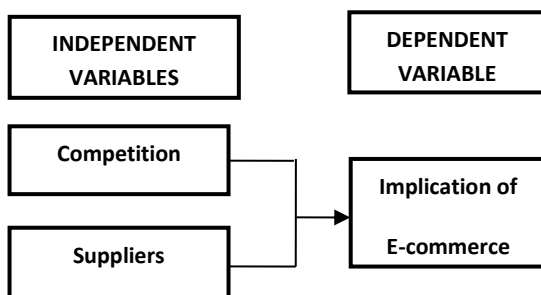 INDEPENDENT
VARIABLES
DEPENDENT
VARIABLE
Competition
Suppliers
Implication of
E-commerce